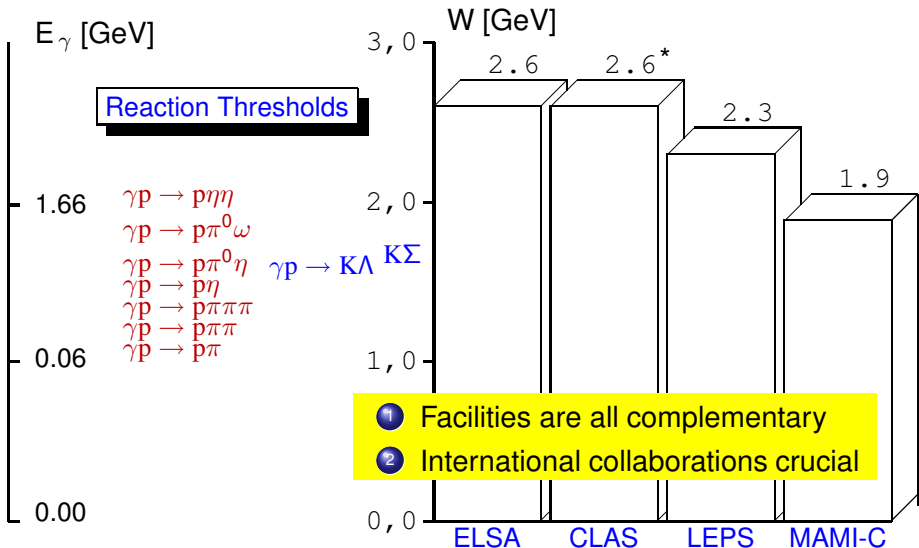 E γ [GeV]
W [GeV]
3,0
2.6
2.6*
Reaction Thresholds
2.3
1.9
1.66
γp → pηη
2,0
γp → pπ⁰ω
γp → pπ⁰η
γp → KΛ KΣ
γp → pη
γp → pπππ
γp → pππ
γp → pπ
0.06
1,0
1 Facilities are all complementary
2 International collaborations crucial
0.00
0,0
ELSA CLAS LEPS MAMI-C